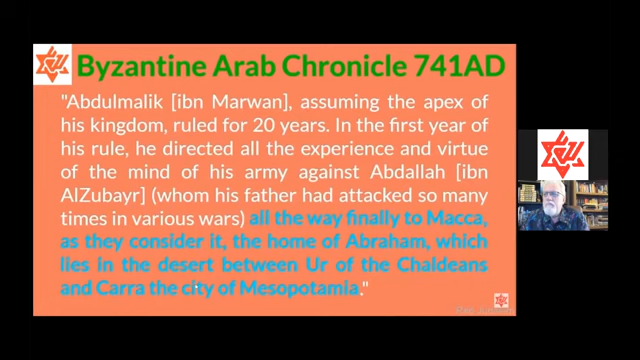 Byzantine Arab Chronicle 741AD
"Abdulmalik [ibn Marwan], assuming the apex of
his kingdom, ruled for 20 years. In the first year of
his rule, he directed all the experience and virtue
of the mind of his army against Abdallah [ibn
AlZubayr] (whom his father had attacked so many
times in various wars) all the way finally to Macca,
as they consider it, the home of Abraham, which
lies in the desert between Ur of the Chaldeans
and Carra the city of Mesopotamia."